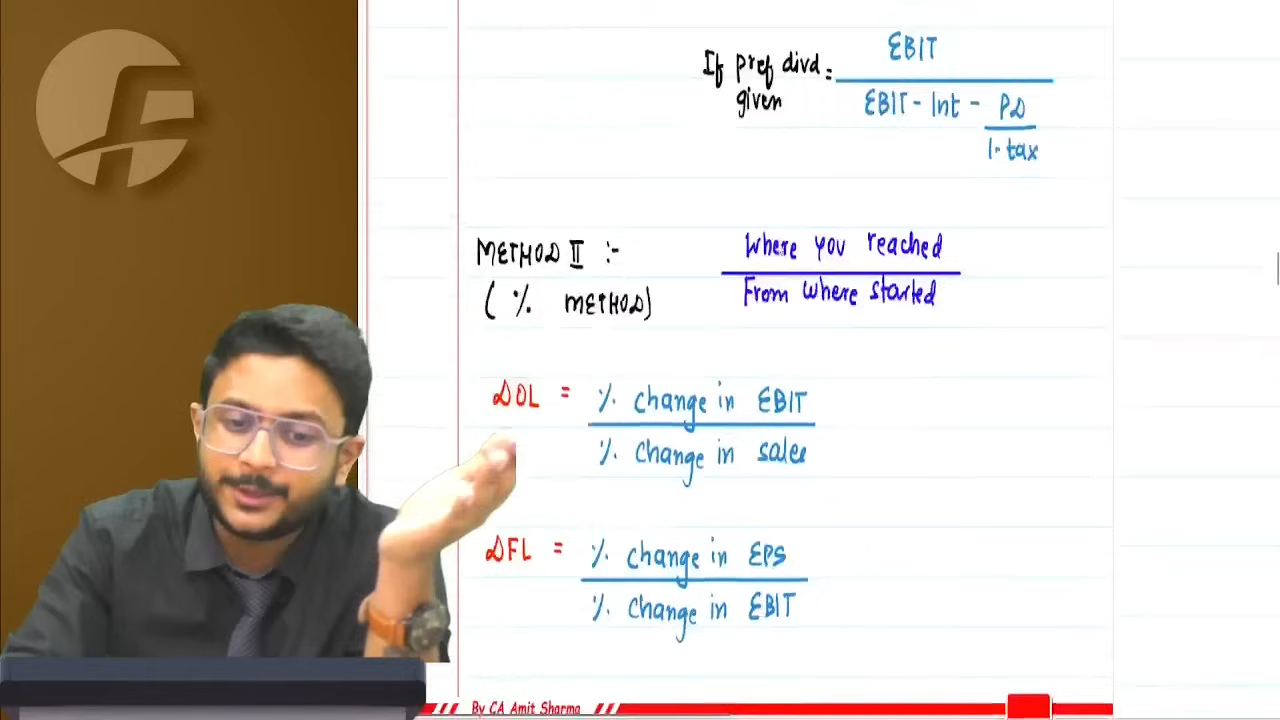 EBIT
If pref divd =
given
EBIT - Int - PD
1 - tax
METHOD II :-
(% METHOD)
Where you reached
From where started
DOL = % change in EBIT
% change in sales
DFL = % change in EPS
% change in EBIT
By CA Amit Sharma